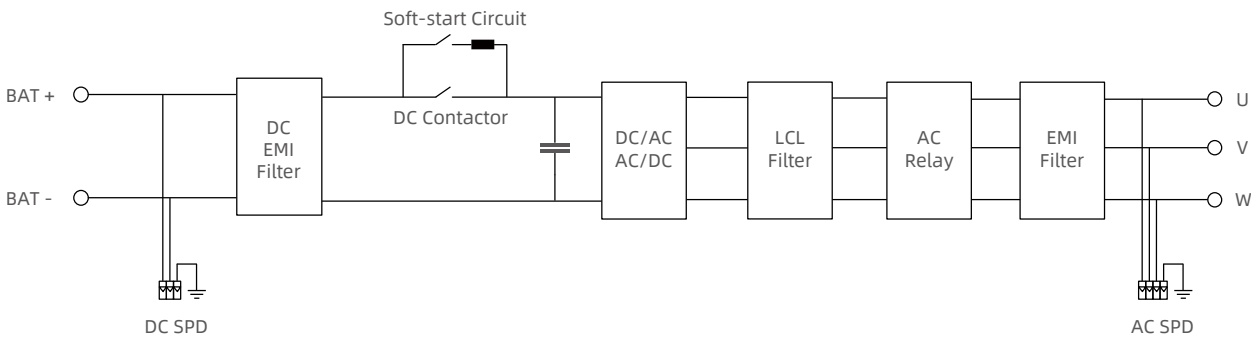 Soft-start Circuit
BAT +
DC
EMI
Filter
DC Contactor
DC/AC
AC/DC
LCL
Filter
AC
Relay
EMI
Filter
U
V
W
BAT -
DC SPD
AC SPD